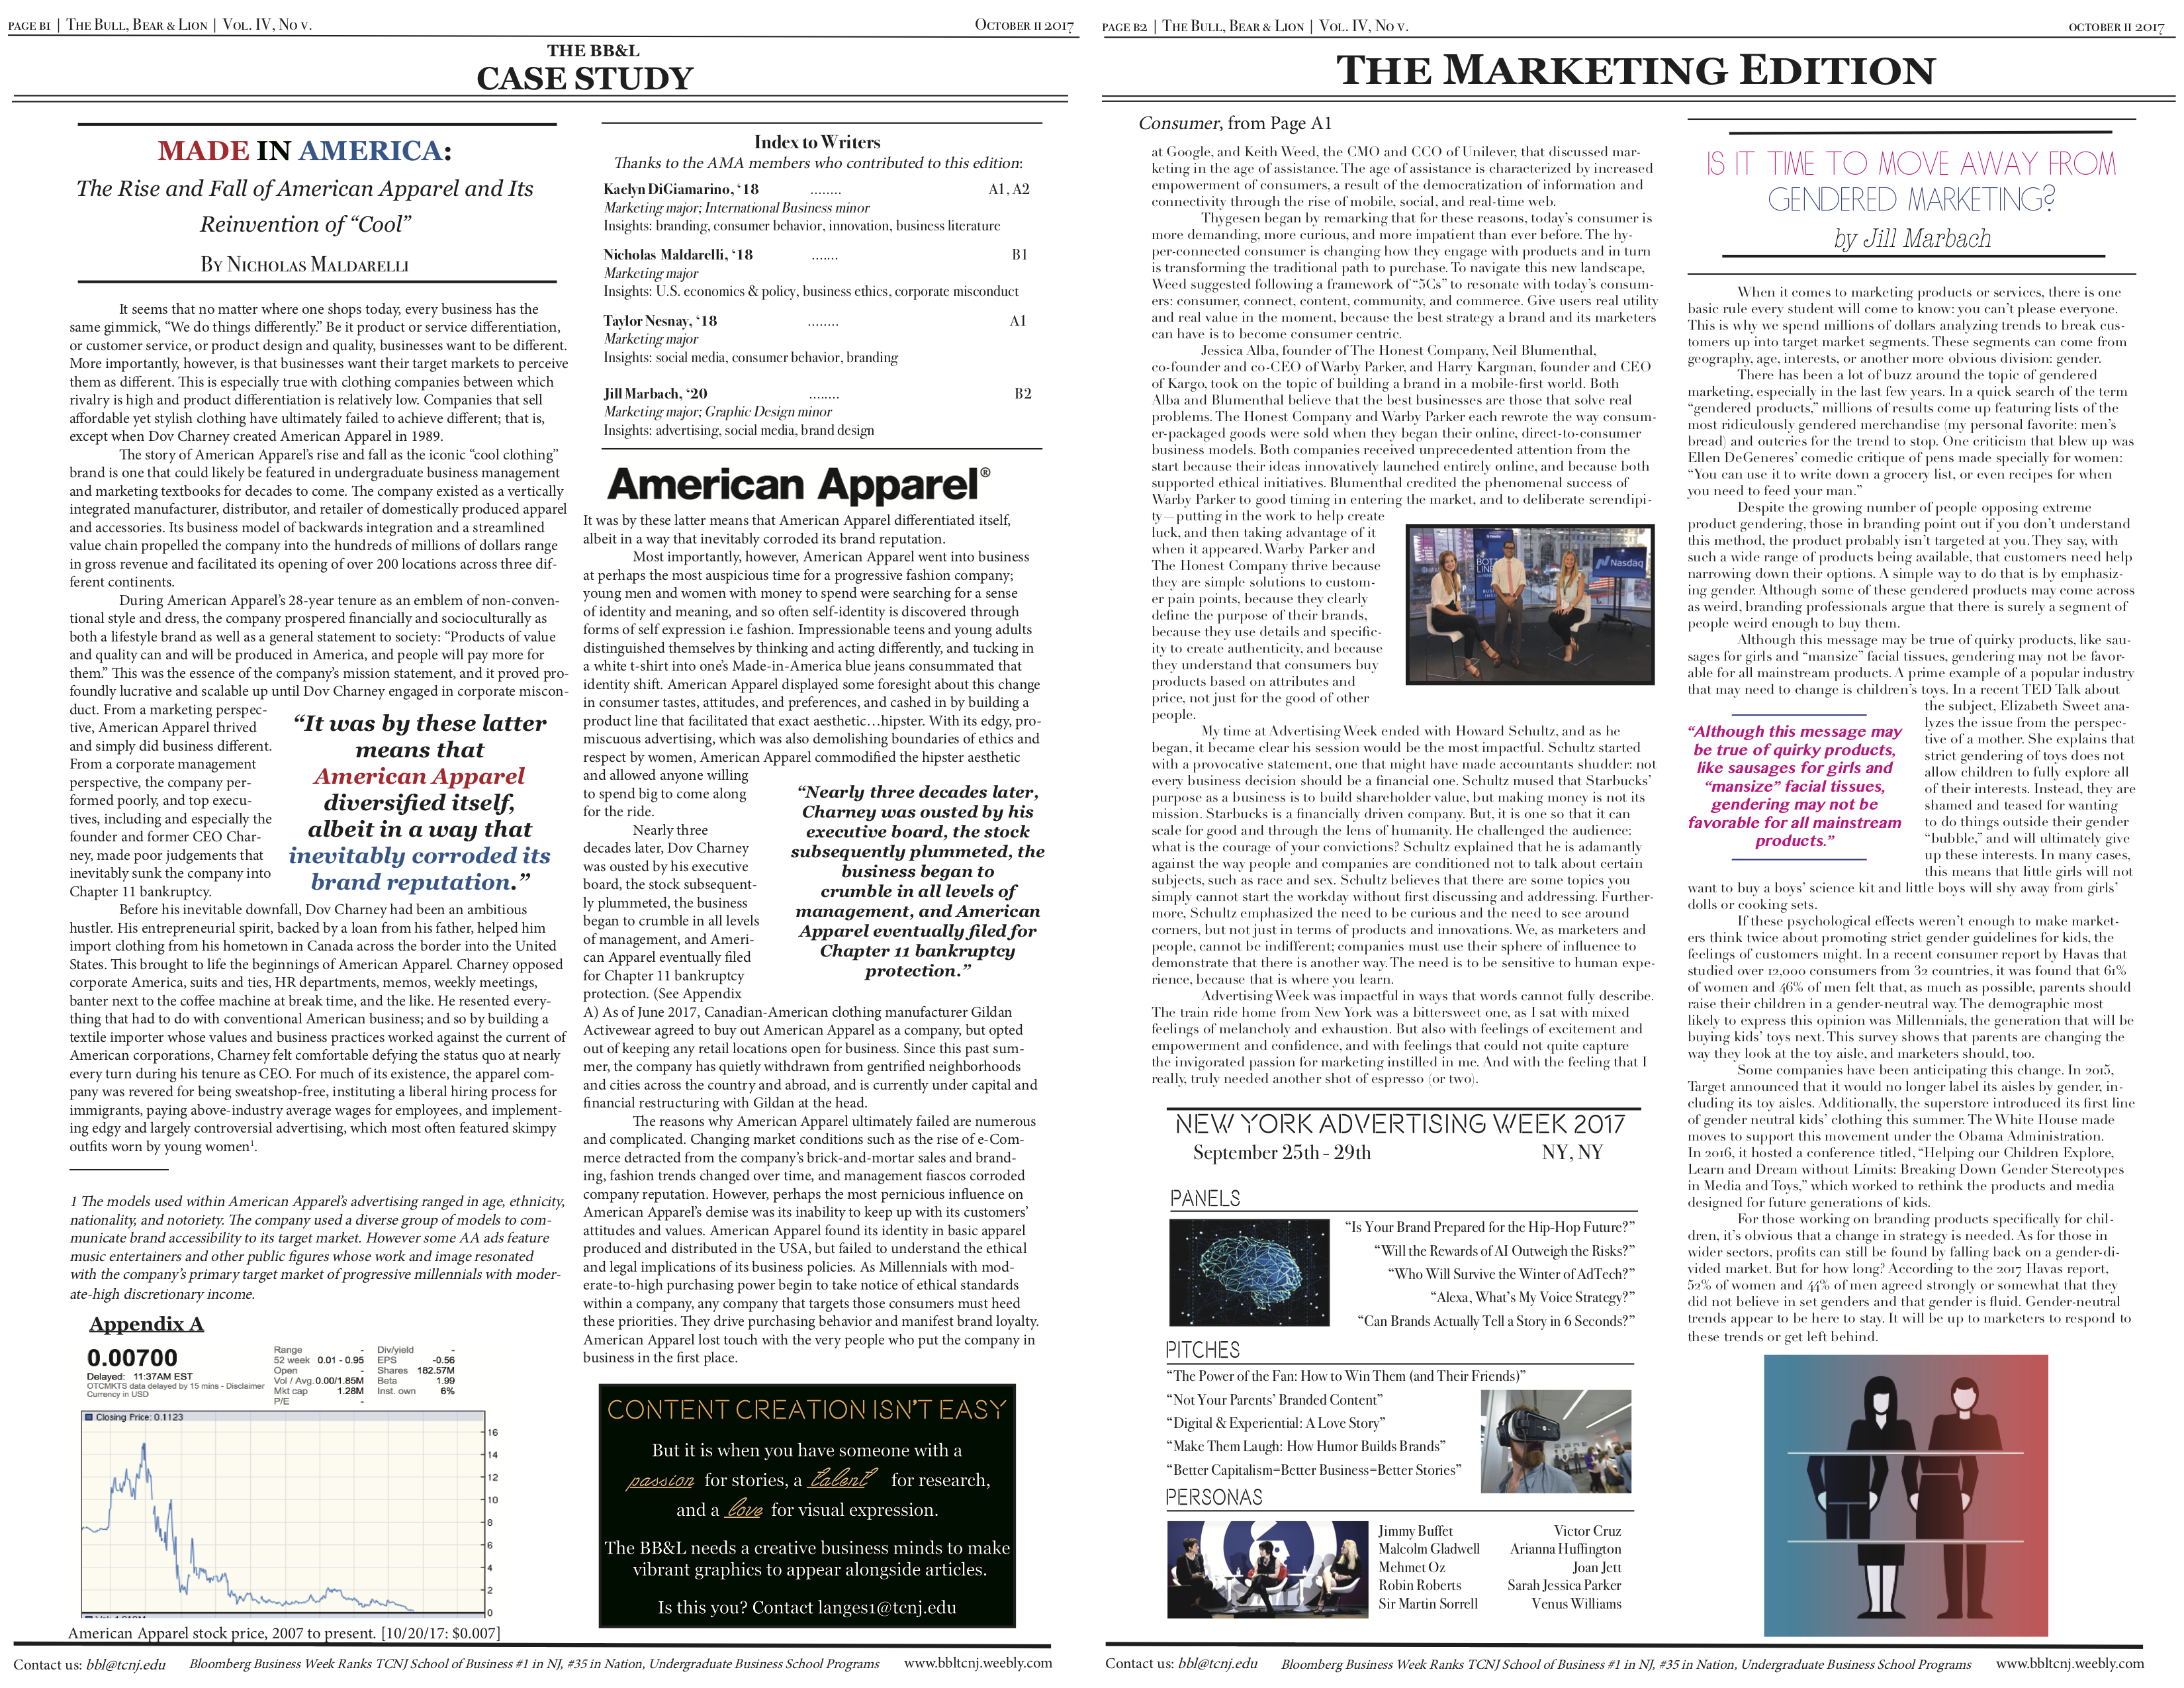 PAGE B1 | THE BULL, BEAR & LION | VOL. IV, NO V.
OCTOBER 11 2017
THE BB&L
CASE STUDY
MADE IN AMERICA:
The Rise and Fall of American Apparel and Its
Reinvention of “Cool”
BY NICHOLAS MALDARELLI
It seems that no matter where one shops today, every business has the
same gimmick, “We do things differently.” Be it product or service differentiation,
or customer service, or product design and quality, businesses want to be different.
More importantly, however, is that businesses want their target markets to perceive
them as different. This is especially true with clothing companies between which
rivalry is high and product differentiation is relatively low. Companies that sell
affordable yet stylish clothing have ultimately failed to achieve different; that is,
except when Dov Charney created American Apparel in 1989.
The story of American Apparel’s rise and fall as the iconic “cool clothing”
brand is one that could likely be featured in undergraduate business management
and marketing textbooks for decades to come. The company existed as a vertically
integrated manufacturer, distributor, and retailer of domestically produced apparel
and accessories. Its business model of backwards integration and a streamlined
value chain propelled the company into the hundreds of millions of dollars range
in gross revenue and facilitated its opening of over 200 locations across three dif-
ferent continents.
During American Apparel’s 28-year tenure as an emblem of non-conven-
tional style and dress, the company prospered financially and socioculturally as
both a lifestyle brand as well as a general statement to society: “Products of value
and quality can and will be produced in America, and people will pay more for
them.” This was the essence of the company’s mission statement, and it proved pro-
foundly lucrative and scalable up until Dov Charney engaged in corporate miscon-
duct. From a marketing perspec-
tive, American Apparel thrived
and simply did business different.
From a corporate management
perspective, the company per-
formed poorly, and top execu-
tives, including and especially the
founder and former CEO Char-
ney, made poor judgements that
inevitably sunk the company into
Chapter 11 bankruptcy.
“It was by these latter
means that
American Apparel
diversified itself,
albeit in a way that
inevitably corroded its
brand reputation.”
Before his inevitable downfall, Dov Charney had been an ambitious
hustler. His entrepreneurial spirit, backed by a loan from his father, helped him
import clothing from his hometown in Canada across the border into the United
States. This brought to life the beginnings of American Apparel. Charney opposed
corporate America, suits and ties, HR departments, memos, weekly meetings,
banter next to the coffee machine at break time, and the like. He resented every-
thing that had to do with conventional American business; and so by building a
textile importer whose values and business practices worked against the current of
American corporations, Charney felt comfortable defying the status quo at nearly
every turn during his tenure as CEO. For much of its existence, the apparel com-
pany was revered for being sweatshop-free, instituting a liberal hiring process for
immigrants, paying above-industry average wages for employees, and implement-
ing edgy and largely controversial advertising, which most often featured skimpy
outfits worn by young women¹.
1 The models used within American Apparel’s advertising ranged in age, ethnicity,
nationality, and notoriety. The company used a diverse group of models to com-
municate brand accessibility to its target market. However some AA ads feature
music entertainers and other public figures whose work and image resonated
with the company’s primary target market of progressive millennials with moder-
ate-high discretionary income.
Appendix A
0.00700
Delayed: 11:37AM EST
OTCMKTS data delayed by 15 mins - Disclaimer
Currency in USD
Range -
52 week 0.01 - 0.95
Open -
Vol / Avg. 0.00/1.85M
Mkt cap 1.28M
P/E -
Div/yield -
EPS -0.56
Shares 182.57M
Beta 1.99
Inst. own 6%
Closing Price: 0.1123
16
14
12
10
8
6
4
2
0
American Apparel stock price, 2007 to present. [10/20/17: $0.007]
Index to Writers
Thanks to the AMA members who contributed to this edition:
Kaelyn DiGiamarino, ‘18 ........ A1, A2
Marketing major; International Business minor
Insights: branding, consumer behavior, innovation, business literature
Nicholas Maldarelli, ‘18 ....... B1
Marketing major
Insights: U.S. economics & policy, business ethics, corporate misconduct
Taylor Nesnay, ‘18 ........ A1
Marketing major
Insights: social media, consumer behavior, branding
Jill Marbach, ‘20 ........ B2
Marketing major; Graphic Design minor
Insights: advertising, social media, brand design
American Apparel®
It was by these latter means that American Apparel differentiated itself,
albeit in a way that inevitably corroded its brand reputation.
Most importantly, however, American Apparel went into business
at perhaps the most auspicious time for a progressive fashion company;
young men and women with money to spend were searching for a sense
of identity and meaning, and so often self-identity is discovered through
forms of self expression i.e fashion. Impressionable teens and young adults
distinguished themselves by thinking and acting differently, and tucking in
a white t-shirt into one’s Made-in-America blue jeans consummated that
identity shift. American Apparel displayed some foresight about this change
in consumer tastes, attitudes, and preferences, and cashed in by building a
product line that facilitated that exact aesthetic…hipster. With its edgy, pro-
miscuous advertising, which was also demolishing boundaries of ethics and
respect by women, American Apparel commodified the hipster aesthetic
and allowed anyone willing
to spend big to come along
for the ride.
Nearly three
decades later, Dov Charney
was ousted by his executive
board, the stock subsequent-
ly plummeted, the business
began to crumble in all levels
of management, and Ameri-
can Apparel eventually filed
for Chapter 11 bankruptcy
protection. (See Appendix
“Nearly three decades later,
Charney was ousted by his
executive board, the stock
subsequently plummeted, the
business began to
crumble in all levels of
management, and American
Apparel eventually filed for
Chapter 11 bankruptcy
protection.”
A) As of June 2017, Canadian-American clothing manufacturer Gildan
Activewear agreed to buy out American Apparel as a company, but opted
out of keeping any retail locations open for business. Since this past sum-
mer, the company has quietly withdrawn from gentrified neighborhoods
and cities across the country and abroad, and is currently under capital and
financial restructuring with Gildan at the head.
The reasons why American Apparel ultimately failed are numerous
and complicated. Changing market conditions such as the rise of e-Com-
merce detracted from the company’s brick-and-mortar sales and brand-
ing, fashion trends changed over time, and management fiascos corroded
company reputation. However, perhaps the most pernicious influence on
American Apparel’s demise was its inability to keep up with its customers’
attitudes and values. American Apparel found its identity in basic apparel
produced and distributed in the USA, but failed to understand the ethical
and legal implications of its business policies. As Millennials with mod-
erate-to-high purchasing power begin to take notice of ethical standards
within a company, any company that targets those consumers must heed
these priorities. They drive purchasing behavior and manifest brand loyalty.
American Apparel lost touch with the very people who put the company in
business in the first place.
CONTENT CREATION ISN’T EASY
But it is when you have someone with a
passion for stories, a talent for research,
and a love for visual expression.
The BB&L needs a creative business minds to make
vibrant graphics to appear alongside articles.
Is this you? Contact langes1@tcnj.edu
Contact us: bbl@tcnj.edu Bloomberg Business Week Ranks TCNJ School of Business #1 in NJ, #35 in Nation, Undergraduate Business School Programs www.bbltcnj.weebly.com
PAGE B2 | THE BULL, BEAR & LION | VOL. IV, NO V.
OCTOBER 11 2017
THE MARKETING EDITION
Consumer, from Page A1
at Google, and Keith Weed, the CMO and CCO of Unilever, that discussed mar-
keting in the age of assistance. The age of assistance is characterized by increased
empowerment of consumers, a result of the democratization of information and
connectivity through the rise of mobile, social, and real-time web.
Thygesen began by remarking that for these reasons, today’s consumer is
more demanding, more curious, and more impatient than ever before. The hy-
per-connected consumer is changing how they engage with products and in turn
is transforming the traditional path to purchase. To navigate this new landscape,
Weed suggested following a framework of “5Cs” to resonate with today’s consum-
ers: consumer, connect, content, community, and commerce. Give users real utility
and real value in the moment, because the best strategy a brand and its marketers
can have is to become consumer centric.
Jessica Alba, founder of The Honest Company, Neil Blumenthal,
co-founder and co-CEO of Warby Parker, and Harry Kargman, founder and CEO
of Kargo, took on the topic of building a brand in a mobile-first world. Both
Alba and Blumenthal believe that the best businesses are those that solve real
problems. The Honest Company and Warby Parker each rewrote the way consum-
er-packaged goods were sold when they began their online, direct-to-consumer
business models. Both companies received unprecedented attention from the
start because their ideas innovatively launched entirely online, and because both
supported ethical initiatives. Blumenthal credited the phenomenal success of
Warby Parker to good timing in entering the market, and to deliberate serendipi-
ty—putting in the work to help create
luck, and then taking advantage of it
when it appeared. Warby Parker and
The Honest Company thrive because
they are simple solutions to custom-
er pain points, because they clearly
define the purpose of their brands,
because they use details and specific-
ity to create authenticity, and because
they understand that consumers buy
products based on attributes and
price, not just for the good of other
people.
BOT
LINE
Nasdaq
My time at Advertising Week ended with Howard Schultz, and as he
began, it became clear his session would be the most impactful. Schultz started
with a provocative statement, one that might have made accountants shudder: not
every business decision should be a financial one. Schultz mused that Starbucks’
purpose as a business is to build shareholder value, but making money is not its
mission. Starbucks is a financially driven company. But, it is one so that it can
scale for good and through the lens of humanity. He challenged the audience:
what is the courage of your convictions? Schultz explained that he is adamantly
against the way people and companies are conditioned not to talk about certain
subjects, such as race and sex. Schultz believes that there are some topics you
simply cannot start the workday without first discussing and addressing. Further-
more, Schultz emphasized the need to be curious and the need to see around
corners, but not just in terms of products and innovations. We, as marketers and
people, cannot be indifferent; companies must use their sphere of influence to
demonstrate that there is another way. The need is to be sensitive to human expe-
rience, because that is where you learn.
Advertising Week was impactful in ways that words cannot fully describe.
The train ride home from New York was a bittersweet one, as I sat with mixed
feelings of melancholy and exhaustion. But also with feelings of excitement and
empowerment and confidence, and with feelings that could not quite capture
the invigorated passion for marketing instilled in me. And with the feeling that I
really, truly needed another shot of espresso (or two).
NEW YORK ADVERTISING WEEK 2017
September 25th - 29th NY, NY
PANELS
“Is Your Brand Prepared for the Hip-Hop Future?”
“Will the Rewards of AI Outweigh the Risks?”
“Who Will Survive the Winter of AdTech?”
“Alexa, What’s My Voice Strategy?”
“Can Brands Actually Tell a Story in 6 Seconds?”
PITCHES
“The Power of the Fan: How to Win Them (and Their Friends)”
“Not Your Parents’ Branded Content”
“Digital & Experiential: A Love Story”
“Make Them Laugh: How Humor Builds Brands”
“Better Capitalism=Better Business=Better Stories”
PERSONAS
Jimmy Buffet
Malcolm Gladwell
Mehmet Oz
Robin Roberts
Sir Martin Sorrell
Victor Cruz
Arianna Huffington
Joan Jett
Sarah Jessica Parker
Venus Williams
IS IT TIME TO MOVE AWAY FROM
GENDERED MARKETING?
by Jill Marbach
When it comes to marketing products or services, there is one
basic rule every student will come to know: you can’t please everyone.
This is why we spend millions of dollars analyzing trends to break cus-
tomers up into target market segments. These segments can come from
geography, age, interests, or another more obvious division: gender.
There has been a lot of buzz around the topic of gendered
marketing, especially in the last few years. In a quick search of the term
“gendered products,” millions of results come up featuring lists of the
most ridiculously gendered merchandise (my personal favorite: men’s
bread) and outcries for the trend to stop. One criticism that blew up was
Ellen DeGeneres’ comedic critique of pens made specially for women:
“You can use it to write down a grocery list, or even recipes for when
you need to feed your man.”
Despite the growing number of people opposing extreme
product gendering, those in branding point out if you don’t understand
this method, the product probably isn’t targeted at you. They say, with
such a wide range of products being available, that customers need help
narrowing down their options. A simple way to do that is by emphasiz-
ing gender. Although some of these gendered products may come across
as weird, branding professionals argue that there is surely a segment of
people weird enough to buy them.
Although this message may be true of quirky products, like sau-
sages for girls and “mansize” facial tissues, gendering may not be favor-
able for all mainstream products. A prime example of a popular industry
that may need to change is children’s toys. In a recent TED Talk about
the subject, Elizabeth Sweet ana-
lyzes the issue from the perspec-
tive of a mother. She explains that
strict gendering of toys does not
allow children to fully explore all
of their interests. Instead, they are
shamed and teased for wanting
to do things outside their gender
“bubble,” and will ultimately give
up these interests. In many cases,
this means that little girls will not
“Although this message may
be true of quirky products,
like sausages for girls and
“mansize” facial tissues,
gendering may not be
favorable for all mainstream
products.”
want to buy a boys’ science kit and little boys will shy away from girls’
dolls or cooking sets.
If these psychological effects weren’t enough to make market-
ers think twice about promoting strict gender guidelines for kids, the
feelings of customers might. In a recent consumer report by Havas that
studied over 12,000 consumers from 32 countries, it was found that 61%
of women and 46% of men felt that, as much as possible, parents should
raise their children in a gender-neutral way. The demographic most
likely to express this opinion was Millennials, the generation that will be
buying kids’ toys next. This survey shows that parents are changing the
way they look at the toy aisle, and marketers should, too.
Some companies have been anticipating this change. In 2015,
Target announced that it would no longer label its aisles by gender, in-
cluding its toy aisles. Additionally, the superstore introduced its first line
of gender neutral kids’ clothing this summer. The White House made
moves to support this movement under the Obama Administration.
In 2016, it hosted a conference titled, “Helping our Children Explore,
Learn and Dream without Limits: Breaking Down Gender Stereotypes
in Media and Toys,” which worked to rethink the products and media
designed for future generations of kids.
For those working on branding products specifically for chil-
dren, it’s obvious that a change in strategy is needed. As for those in
wider sectors, profits can still be found by falling back on a gender-di-
vided market. But for how long? According to the 2017 Havas report,
52% of women and 44% of men agreed strongly or somewhat that they
did not believe in set genders and that gender is fluid. Gender-neutral
trends appear to be here to stay. It will be up to marketers to respond to
these trends or get left behind.
Contact us: bbl@tcnj.edu Bloomberg Business Week Ranks TCNJ School of Business #1 in NJ, #35 in Nation, Undergraduate Business School Programs www.bbltcnj.weebly.com